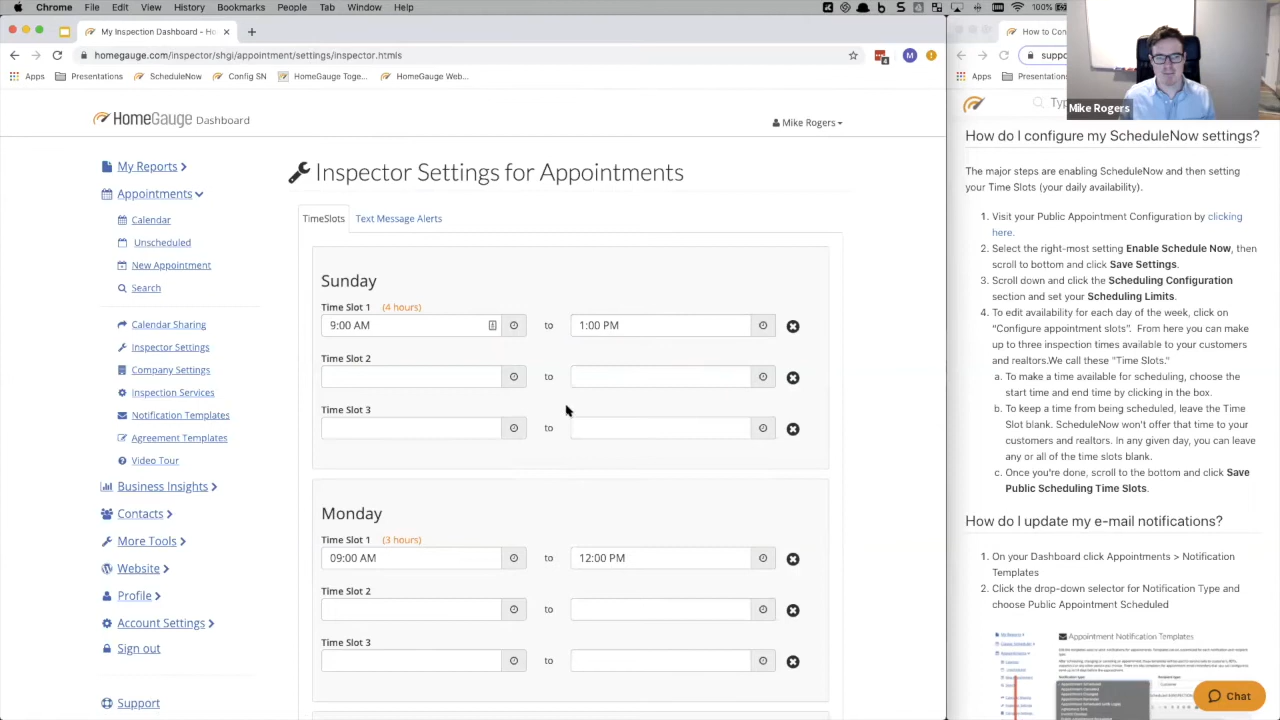 Chrome File Edit View History Bookmarks People Tab Window Help
My Inspection Dashboard - Ho
How to Con
homegauge.com/inspector/shgi/appointmentsettings/inspector.htmls
suppo
Apps Presentations ScheduleNow Config SN HomeGauge Toge...
Apps Presentations
HomeGauge Dashboard
Mike Rogers
Mike Rogers
My Reports
Appointments
Calendar
Unscheduled
New Appointment
Search
Calendar Sharing
Inspector Settings
Company Settings
Inspection Services
Notification Templates
Agreement Templates
Video Tour
Business Insights
Contacts
More Tools
Website
Profile
Account Settings
Sign out
Inspector Settings for Appointments
TimeSlots Text Message Alerts
Sunday
Time Slot 1 (4 hours)
9:00 AM to 1:00 PM
Time Slot 2
to
Time Slot 3
to
Monday
Time Slot 1 (3 hours)
09:00 AM to 12:00 PM
Time Slot 2
to
Time Slot 3
How do I configure my ScheduleNow settings?
The major steps are enabling ScheduleNow and then setting
your Time Slots (your daily availability).
1. Visit your Public Appointment Configuration by clicking
here.
2. Select the right-most setting Enable Schedule Now, then
scroll to bottom and click Save Settings.
3. Scroll down and click the Scheduling Configuration
section and set your Scheduling Limits.
4. To edit availability for each day of the week, click on
“Configure appointment slots”. From here you can make
up to three inspection times available to your customers
and realtors.We call these "Time Slots."
a. To make a time available for scheduling, choose the
start time and end time by clicking in the box.
b. To keep a time from being scheduled, leave the Time
Slot blank. ScheduleNow won't offer that time to your
customers and realtors. In any given day, you can leave
any or all of the time slots blank.
c. Once you're done, scroll to the bottom and click Save
Public Scheduling Time Slots.
How do I update my e-mail notifications?
1. On your Dashboard click Appointments > Notification
Templates
2. Click the drop-down selector for Notification Type and
choose Public Appointment Scheduled
Appointment Notification Templates
Chat